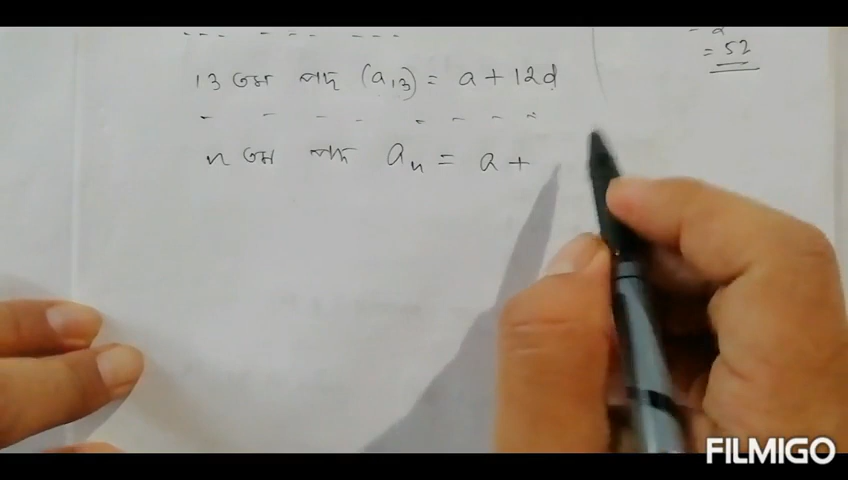 = 52
13 তম পদ (a₁₃) = a + 12d
n তম পদ aₙ = a +
FILMIGO